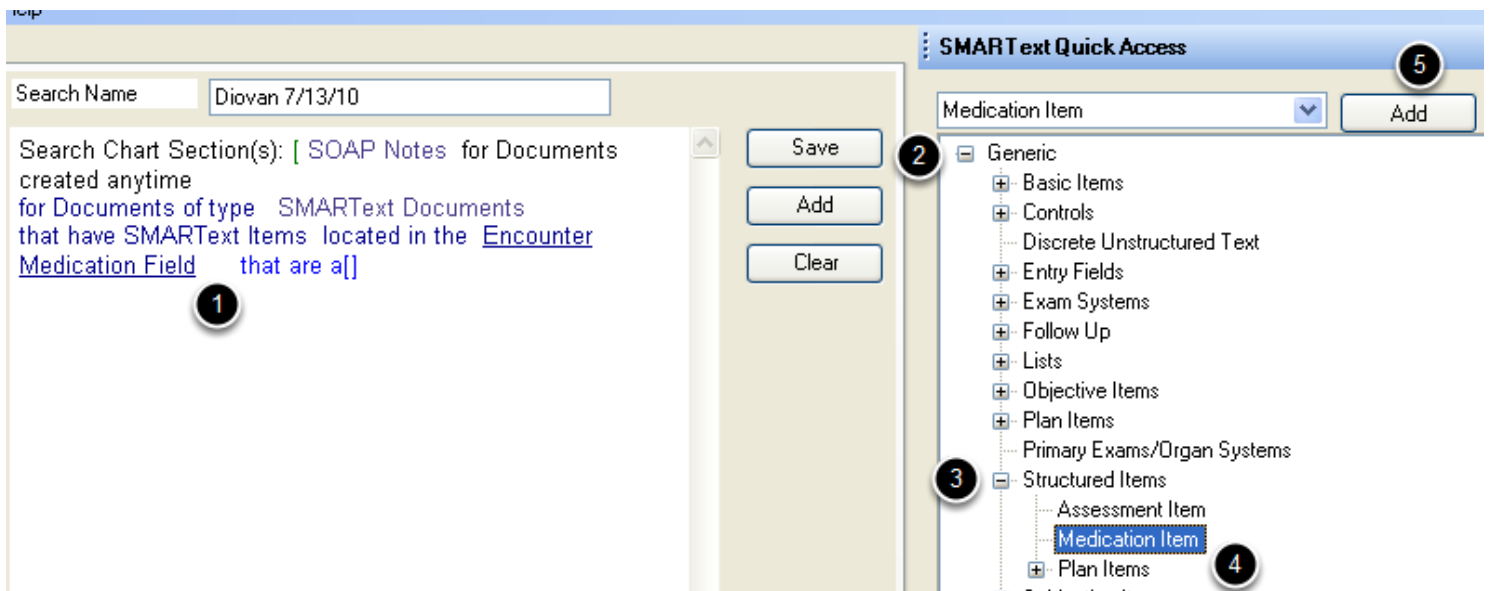 Help
SMARText Quick Access
5
Search Name
Diovan 7/13/10
Medication Item
Add
Search Chart Section(s): [ SOAP Notes for Documents
created anytime
for Documents of type SMARText Documents
that have SMARText Items located in the Encounter
Medication Field that are a[]
1
Save
Add
Clear
2
Generic
Basic Items
Controls
Discrete Unstructured Text
Entry Fields
Exam Systems
Follow Up
Lists
Objective Items
Plan Items
Primary Exams/Organ Systems
3
Structured Items
Assessment Item
Medication Item
4
Plan Items